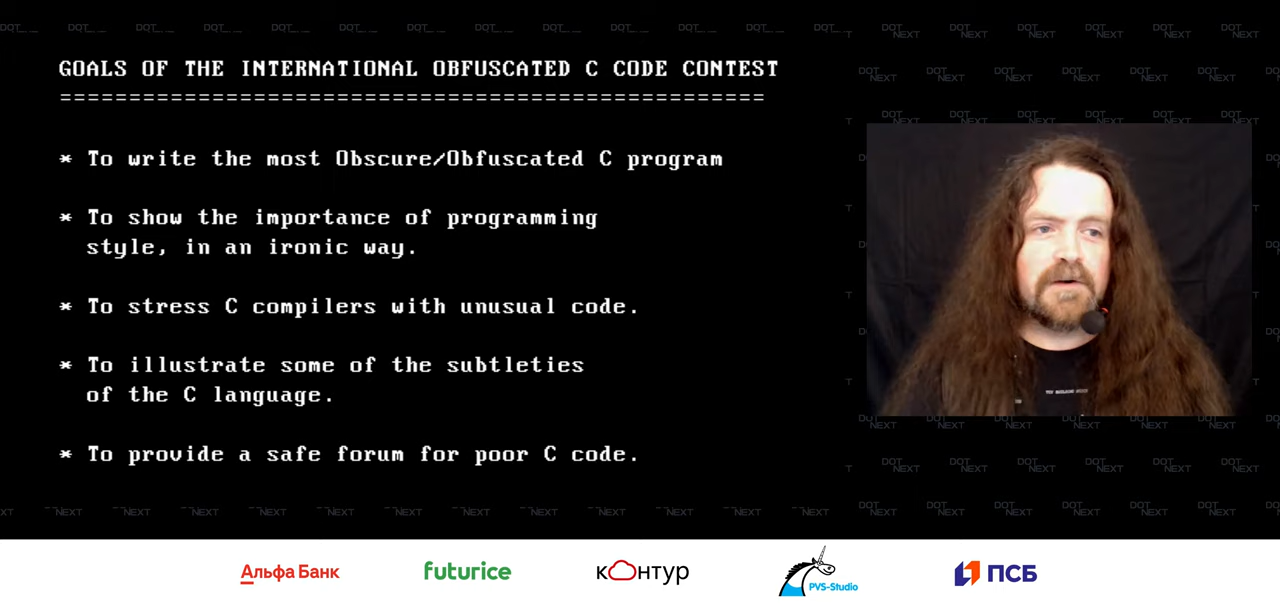 GOALS OF THE INTERNATIONAL OBFUSCATED C CODE CONTEST
====================================================
* To write the most Obscure/Obfuscated C program
* To show the importance of programming
style, in an ironic way.
* To stress C compilers with unusual code.
* To illustrate some of the subtleties
of the C language.
* To provide a safe forum for poor C code.
DOT NEXT
Альфа Банк
futurice
контур
PVS-Studio
ПСБ